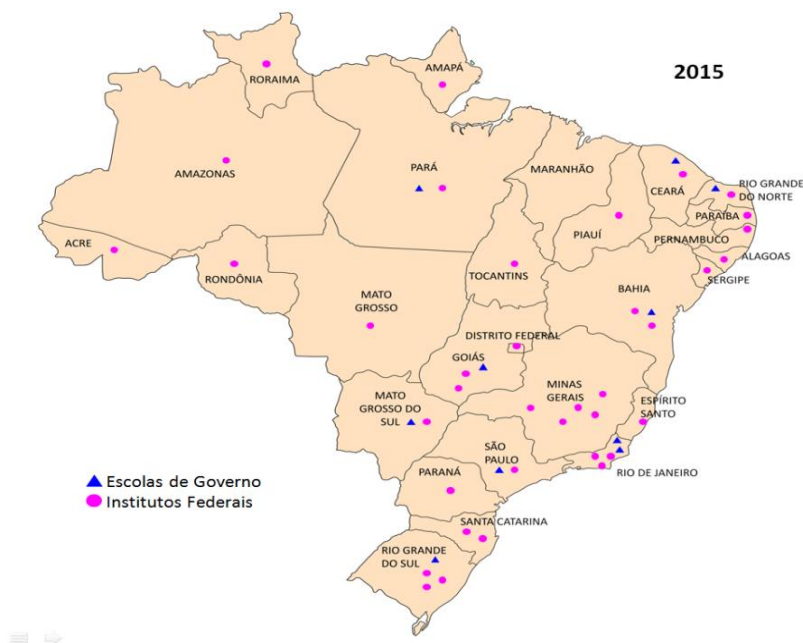 2015
RORAIMA
AMAPÁ
AMAZONAS
PARÁ
MARANHÃO
CEARÁ
RIO GRANDE
DO NORTE
PARAÍBA
PIAUÍ
PERNAMBUCO
ACRE
RONDÔNIA
TOCANTINS
ALAGOAS
SERGIPE
MATO
GROSSO
BAHIA
DISTRITO FEDERAL
GOIÁS
MINAS
GERAIS
ESPÍRITO
SANTO
MATO
GROSSO DO
SUL
SÃO
PAULO
RIO DE JANEIRO
PARANÁ
SANTA CATARINA
RIO GRANDE
DO SUL
Escolas de Governo
Institutos Federais